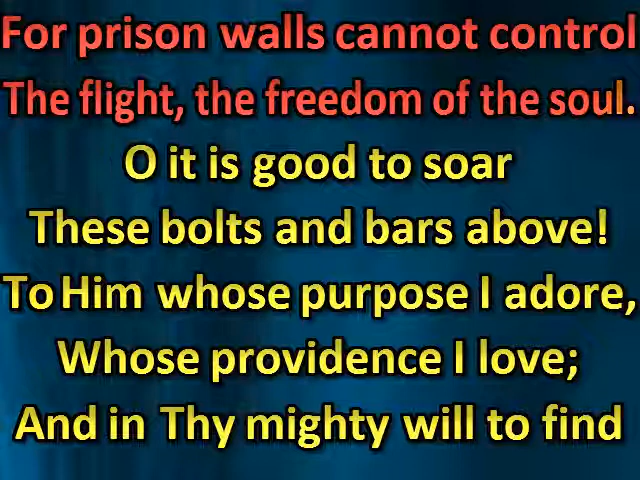 For prison walls cannot control
The flight, the freedom of the soul.
O it is good to soar
These bolts and bars above!
To Him whose purpose I adore,
Whose providence I love;
And in Thy mighty will to find